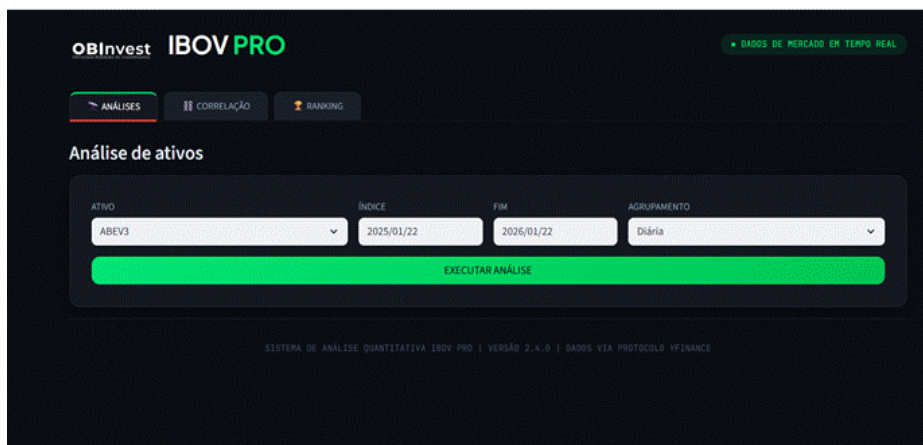 OBInvest IBOV PRO
• DADOS DE MERCADO EM TEMPO REAL
ANÁLISES
CORRELAÇÃO
RANKING
Análise de ativos
ATIVO ÍNDICE FIM AGRUPAMENTO
ABEV3 2025/01/22 2026/01/22 Diária
EXECUTAR ANÁLISE
SISTEMA DE ANÁLISE QUANTITATIVA IBOV PRO | VERSÃO 2.4.0 | DADOS VIA PROTOCOLO YFINANCE